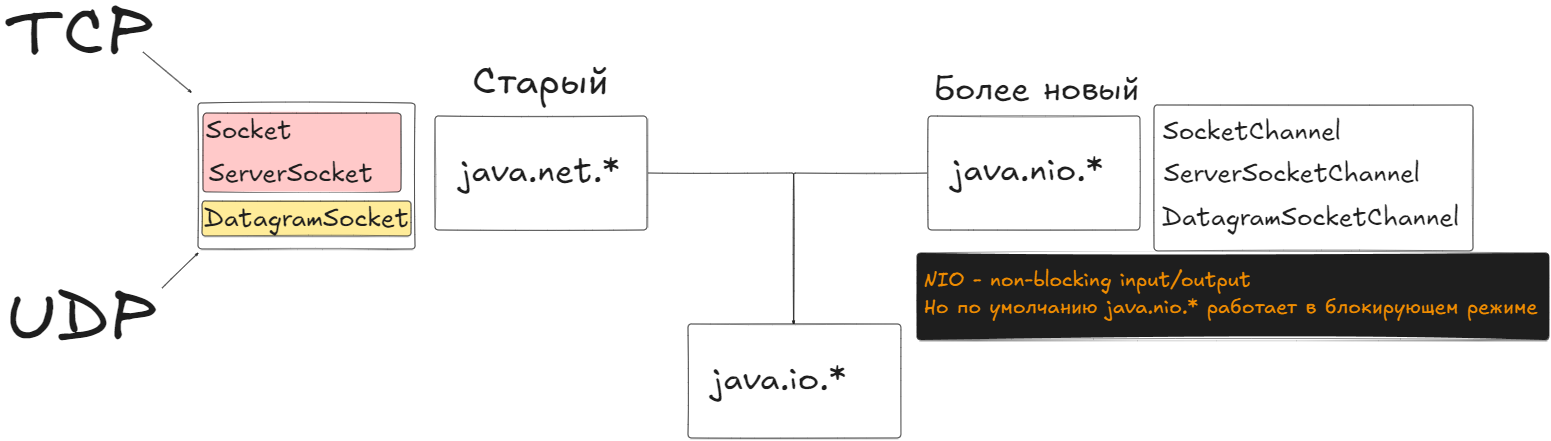 TCP
Старый
Более новый
Socket
ServerSocket
DatagramSocket
java.net.*
java.nio.*
SocketChannel
ServerSocketChannel
DatagramSocketChannel
UDP
NIO - non-blocking input/output
Но по умолчанию java.nio.* работает в блокирующем режиме
java.io.*